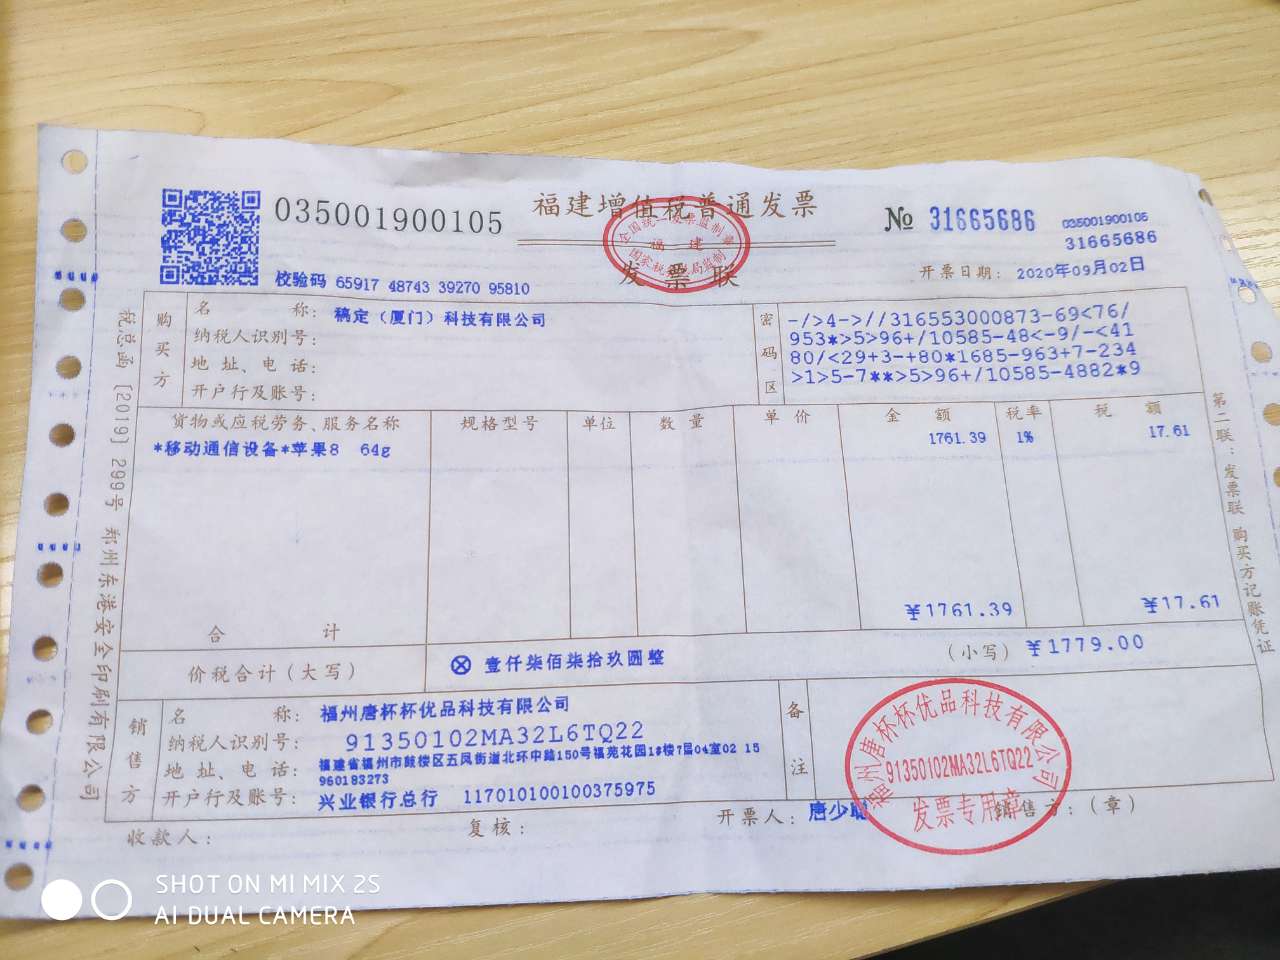 035001900105
福建增值税普通发票
全国统一发票监制章
福建
国家税务总局监制
发票联
№ 31665686
035001900105
31665686
校验码 65917 48743 39270 95810
开票日期： 2020年09月02日
税总函〔2019〕299号 郑州东港安全印刷有限公司
购买方
名称： 稿定（厦门）科技有限公司
纳税人识别号：
地址、电话：
开户行及账号：
密码区
-/>4->//316553000873-69<76/
953*>5>96+/10585-48<-9/-<41
80/<29+3-+80*1685-963+7-234
>1>5-7**>5>96+/10585-4882*9
货物或应税劳务、服务名称 规格型号 单位 数量 单价 金额 税率 税额
*移动通信设备*苹果8 64g 1761.39 1% 17.61
合计 ￥1761.39 ￥17.61
价税合计（大写） ⊗ 壹仟柒佰柒拾玖圆整 （小写） ￥1779.00
销售方
名称： 福州唐杯杯优品科技有限公司
纳税人识别号： 91350102MA32L6TQ22
地址、电话： 福建省福州市鼓楼区五凤街道北环中路150号福苑花园1#楼7层04室02 15
960183273
开户行及账号： 兴业银行总行 117010100100375975
备注
福州唐杯杯优品科技有限公司
91350102MA32L6TQ22
发票专用章
收款人： 复核： 开票人： 唐少聪 销售方：（章）
第二联：发票联 购买方记账凭证
SHOT ON MI MIX 2S
AI DUAL CAMERA